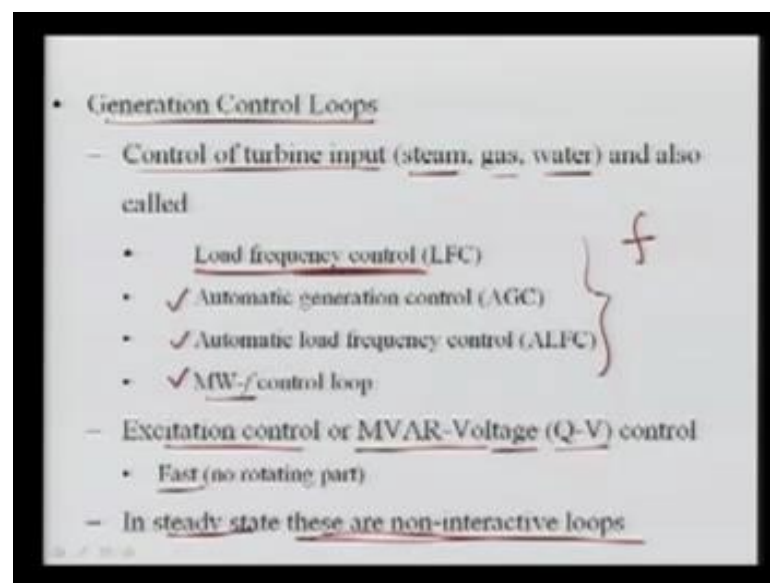 • Generation Control Loops
– Control of turbine input (steam, gas, water) and also
called
• Load frequency control (LFC)
• ✓ Automatic generation control (AGC)
• ✓ Automatic load frequency control (ALFC)
• ✓ MW-f control loop
f
– Excitation control or MVAR-Voltage (Q-V) control
• Fast (no rotating part)
– In steady state these are non-interactive loops